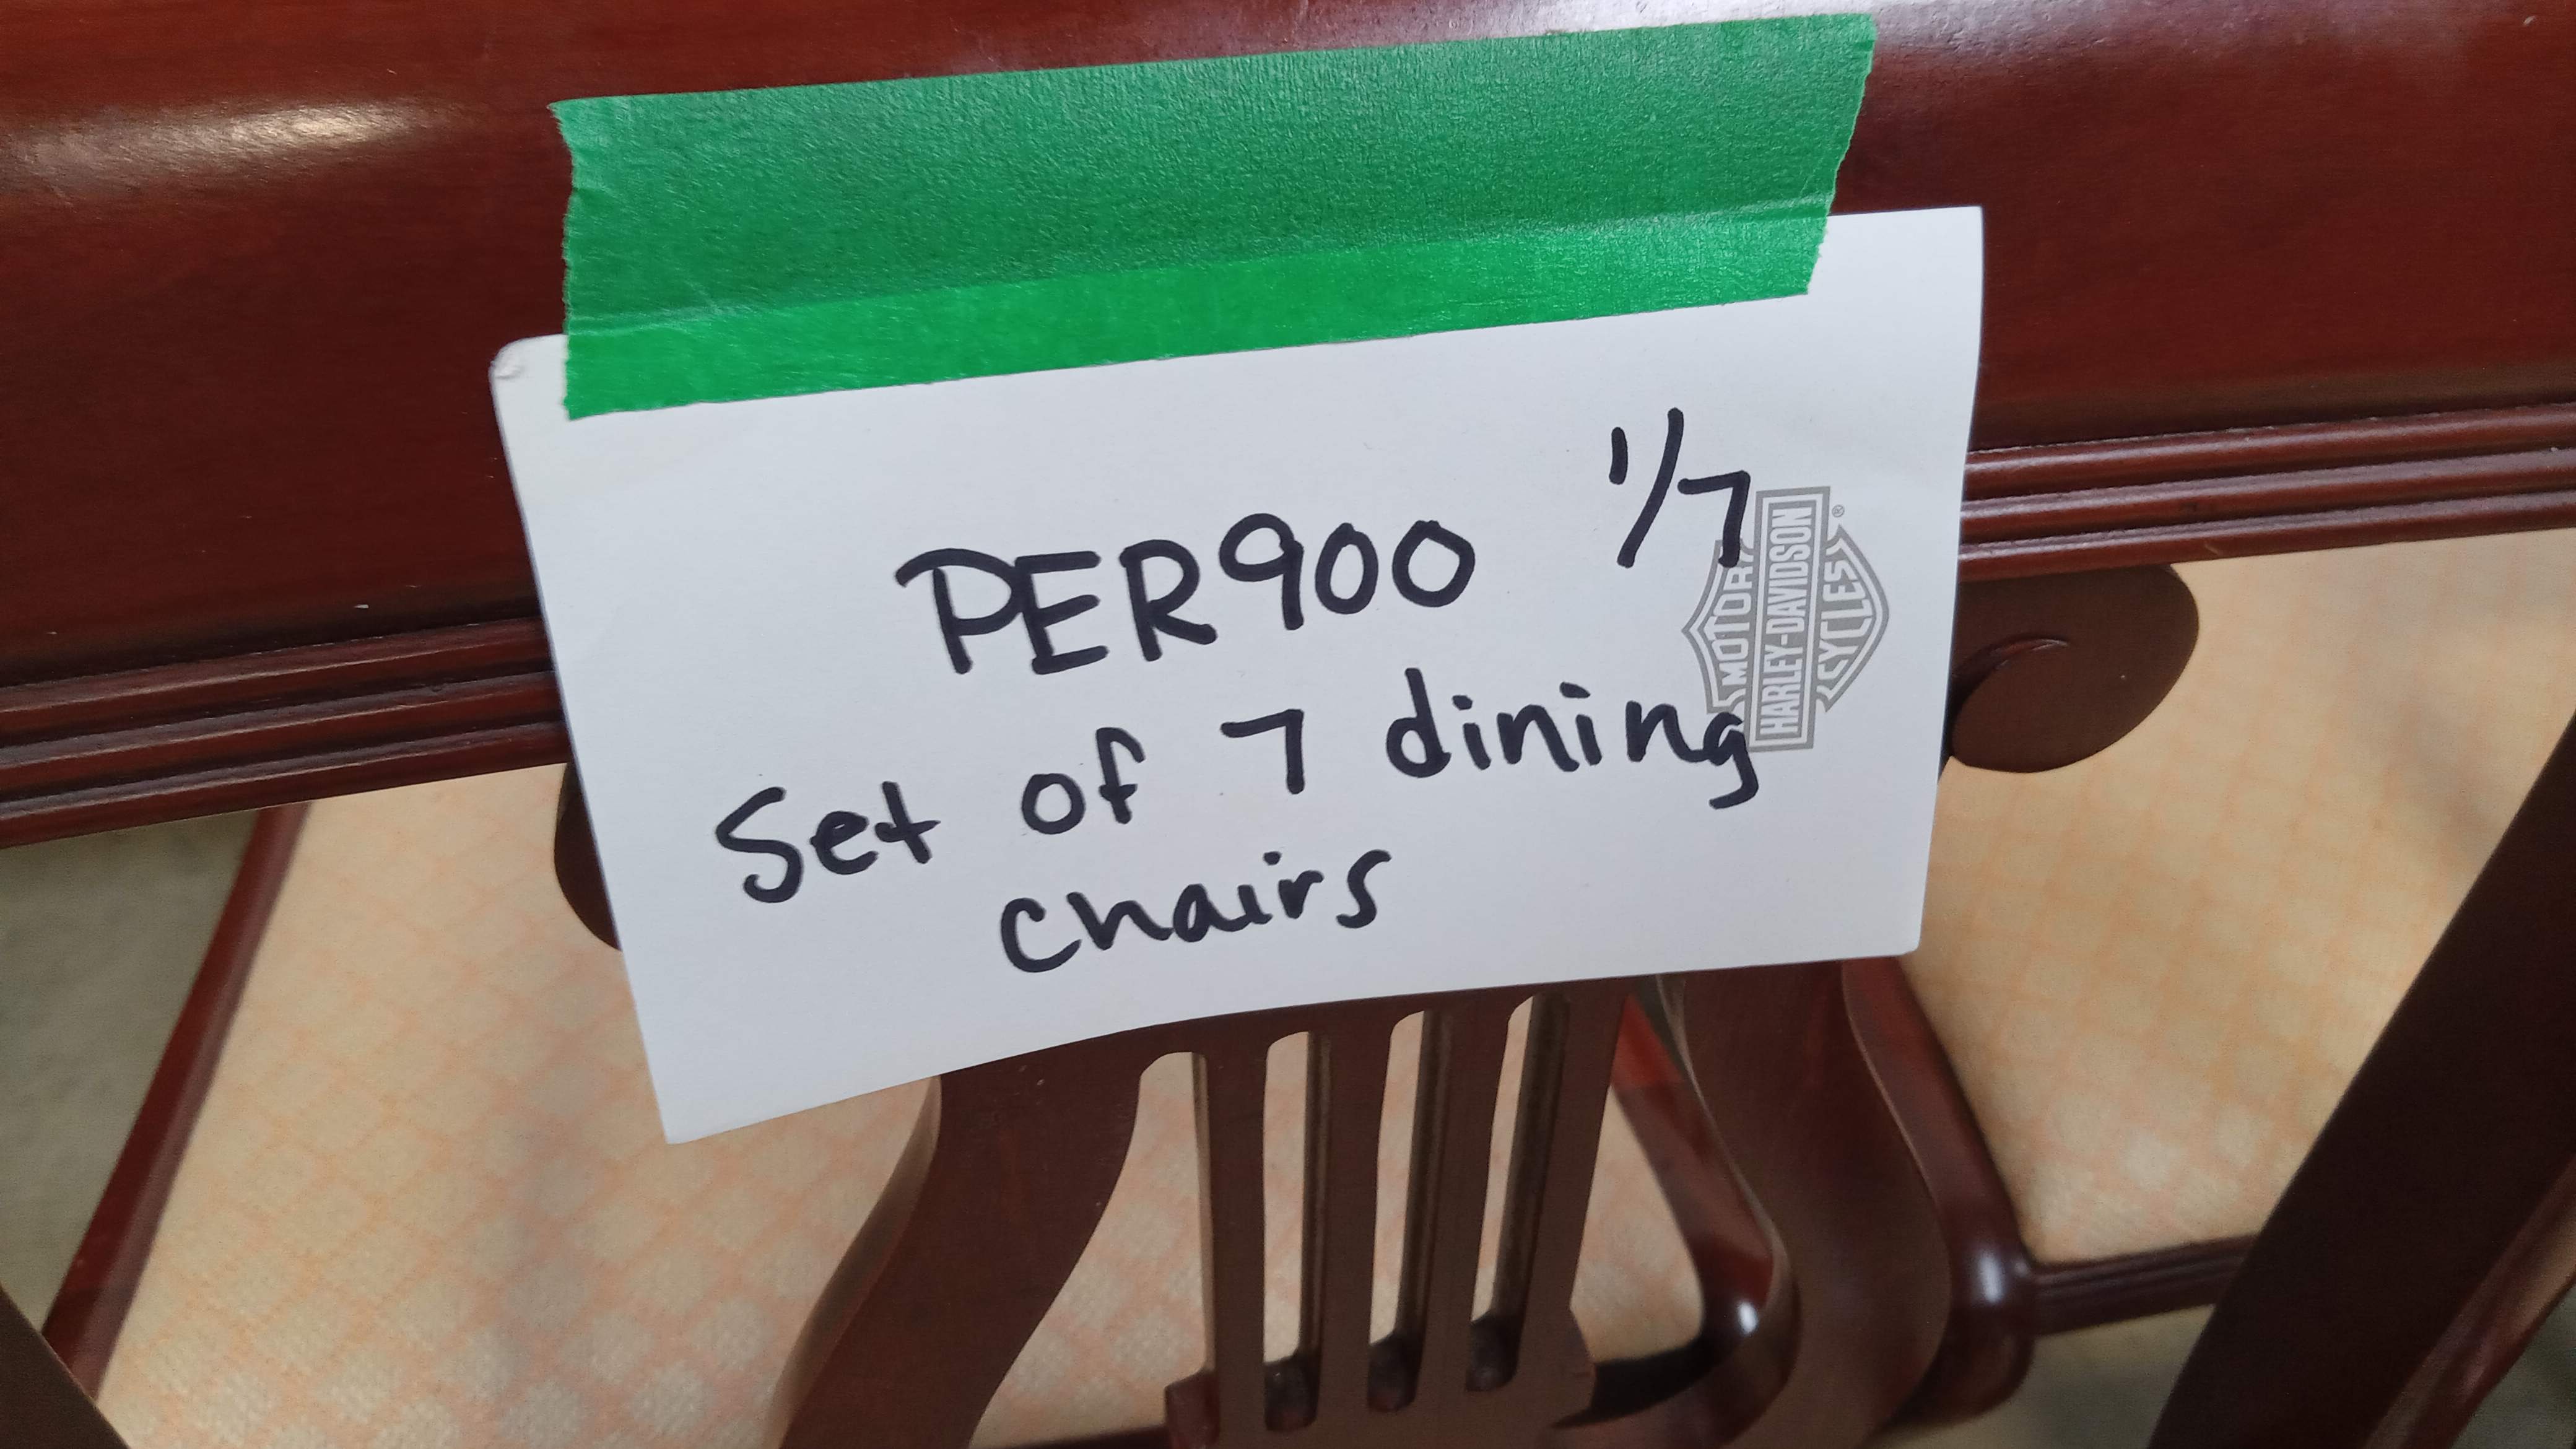 1/7
PER900
Set of 7 dining
chairs
MOTOR
HARLEY-DAVIDSON
CYCLES
®